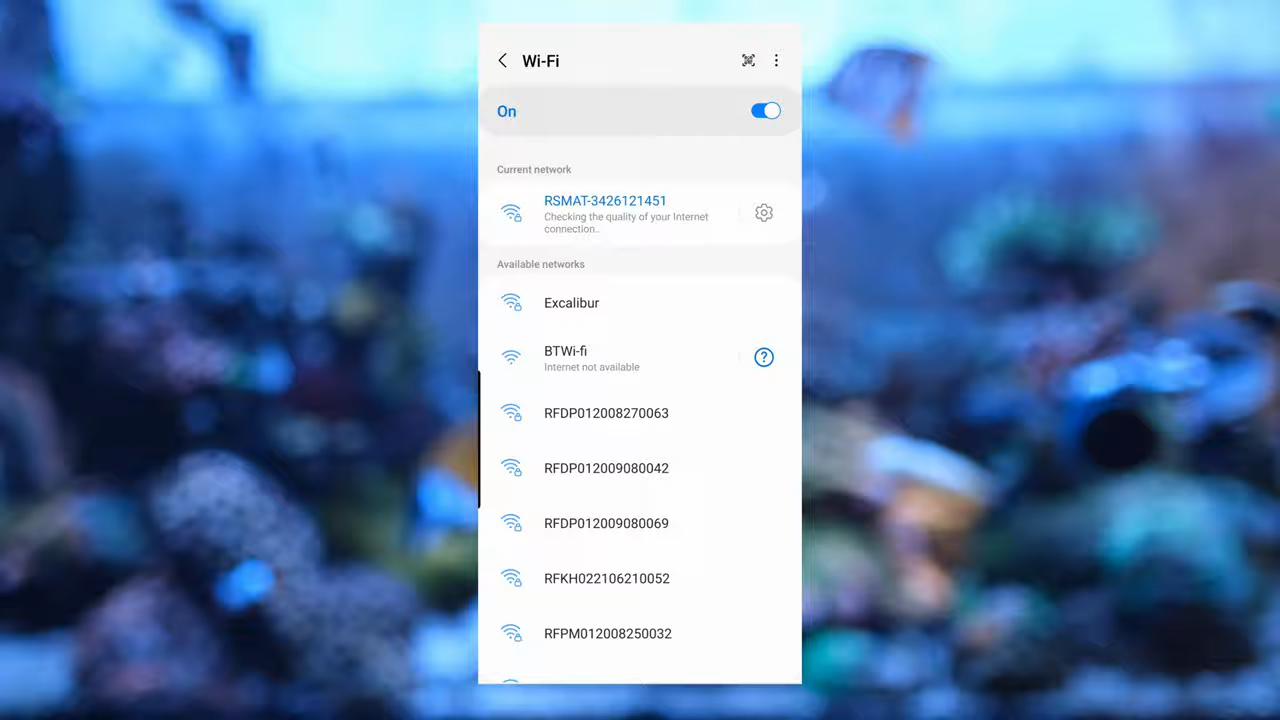 Wi-Fi
On
Current network
RSMAT-3426121451
Checking the quality of your Internet
connection..
Available networks
Excalibur
BTWi-fi
Internet not available
RFDP012008270063
RFDP012009080042
RFDP012009080069
RFKH022106210052
RFPM012008250032